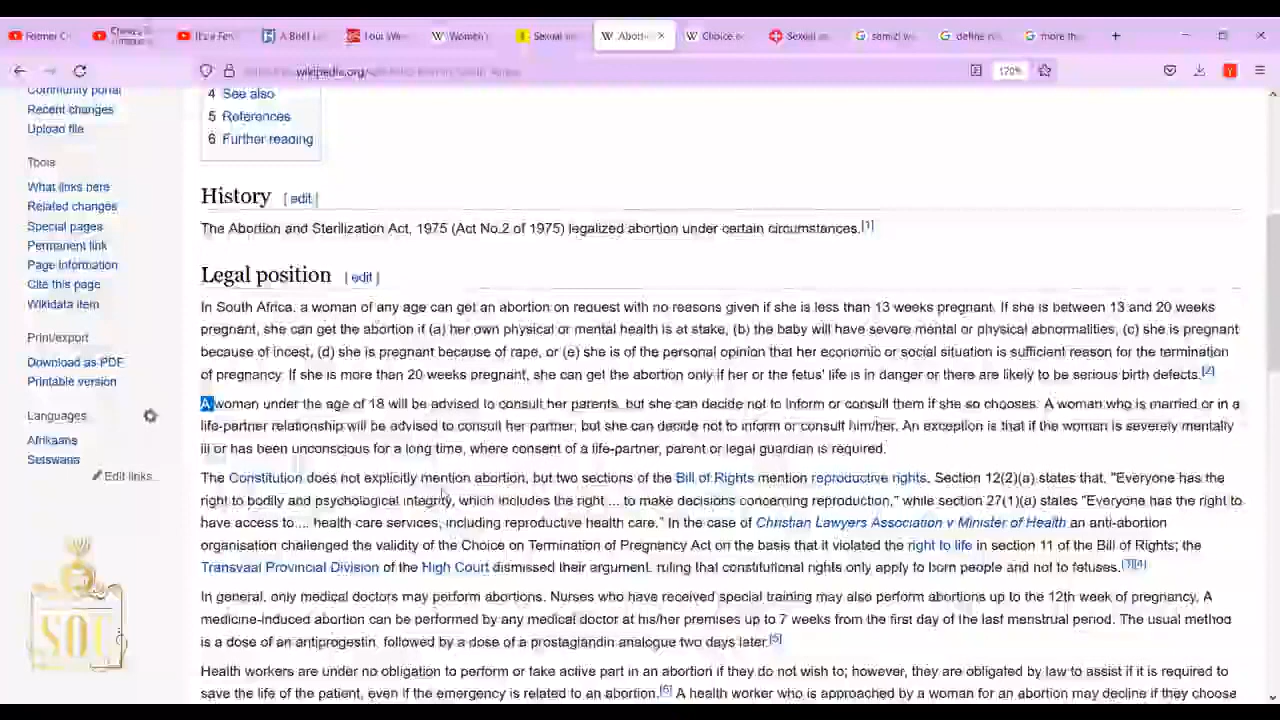 Former C
It's a Fen
A Brief
Tour
Women's
Sexual
Aborti
Choice o
Sexual as
define
more th
wikipedia.org/
170%
Community portal
Recent changes
Upload file
Tools
What links here
Related changes
Special pages
Permanent link
Page information
Cite this page
Wikidata item
Print/export
Download as PDF
Printable version
Languages
Afrikaans
Setswana
Edit links
4 See also
5 References
6 Further reading
History [ edit ]
The Abortion and Sterilization Act, 1975 (Act No.2 of 1975) legalized abortion under certain circumstances.[1]
Legal position [ edit ]
In South Africa, a woman of any age can get an abortion on request with no reasons given if she is less than 13 weeks pregnant. If she is between 13 and 20 weeks
pregnant, she can get the abortion if (a) her own physical or mental health is at stake, (b) the baby will have severe mental or physical abnormalities, (c) she is pregnant
because of incest, (d) she is pregnant because of rape, or (e) she is of the personal opinion that her economic or social situation is sufficient reason for the termination
of pregnancy. If she is more than 20 weeks pregnant, she can get the abortion only if her or the fetus' life is in danger or there are likely to be serious birth defects.[2]
A woman under the age of 18 will be advised to consult her parents, but she can decide not to inform or consult them if she so chooses. A woman who is married or in a
life-partner relationship will be advised to consult her partner, but she can decide not to inform or consult him/her. An exception is that if the woman is severely mentally
ill or has been unconscious for a long time, where consent of a life-partner, parent or legal guardian is required.
The Constitution does not explicitly mention abortion, but two sections of the Bill of Rights mention reproductive rights. Section 12(2)(a) states that, "Everyone has the
right to bodily and psychological integrity, which includes the right ... to make decisions concerning reproduction," while section 27(1)(a) states "Everyone has the right to
have access to.... health care services, including reproductive health care." In the case of Christian Lawyers Association v Minister of Health an anti-abortion
organisation challenged the validity of the Choice on Termination of Pregnancy Act on the basis that it violated the right to life in section 11 of the Bill of Rights; the
Transvaal Provincial Division of the High Court dismissed their argument, ruling that constitutional rights only apply to born people and not to fetuses.[3][4]
In general, only medical doctors may perform abortions. Nurses who have received special training may also perform abortions up to the 12th week of pregnancy. A
medicine-induced abortion can be performed by any medical doctor at his/her premises up to 7 weeks from the first day of the last menstrual period. The usual method
is a dose of an antiprogestin, followed by a dose of a prostaglandin analogue two days later.[5]
Health workers are under no obligation to perform or take active part in an abortion if they do not wish to; however, they are obligated by law to assist if it is required to
save the life of the patient, even if the emergency is related to an abortion.[6] A health worker who is approached by a woman for an abortion may decline if they choose
SOC